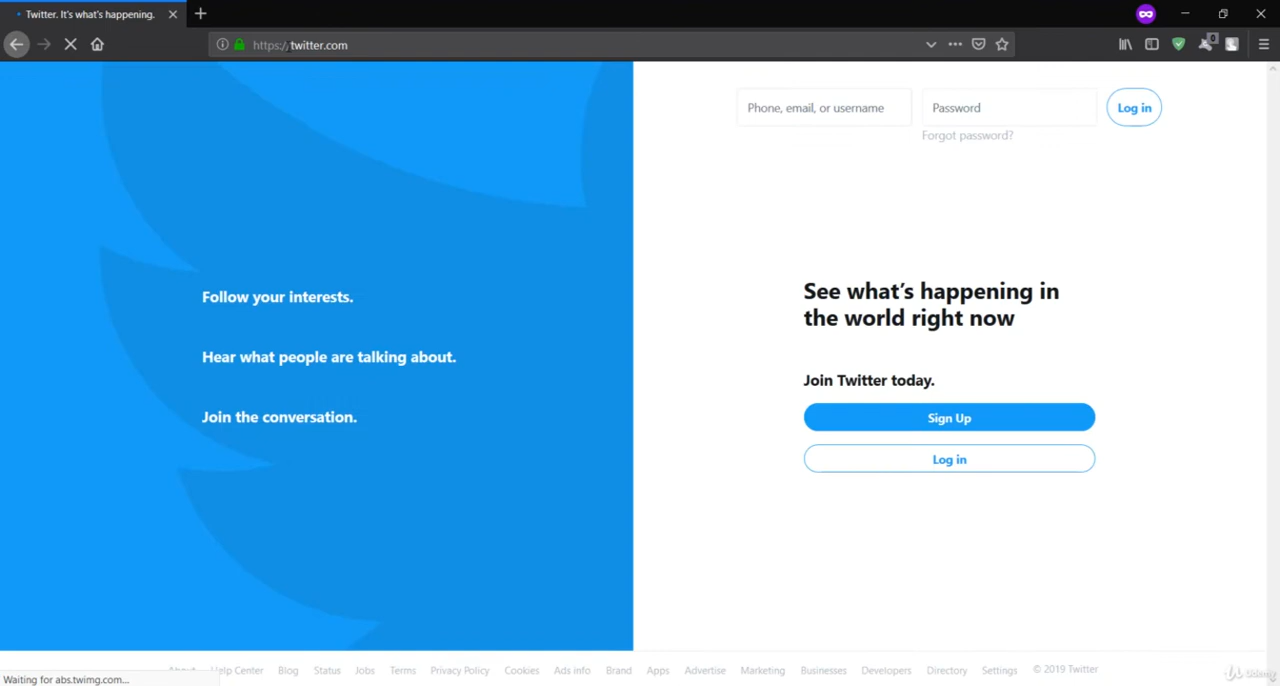 Twitter. It's what's happening.
https://twitter.com
0
Phone, email, or username
Password
Log in
Forgot password?
Follow your interests.
Hear what people are talking about.
Join the conversation.
See what's happening in
the world right now
Join Twitter today.
Sign Up
Log in
About Help Center Blog Status Jobs Terms Privacy Policy Cookies Ads info Brand Apps Advertise Marketing Businesses Developers Directory Settings © 2019 Twitter
Waiting for abs.twimg.com...
Udemy